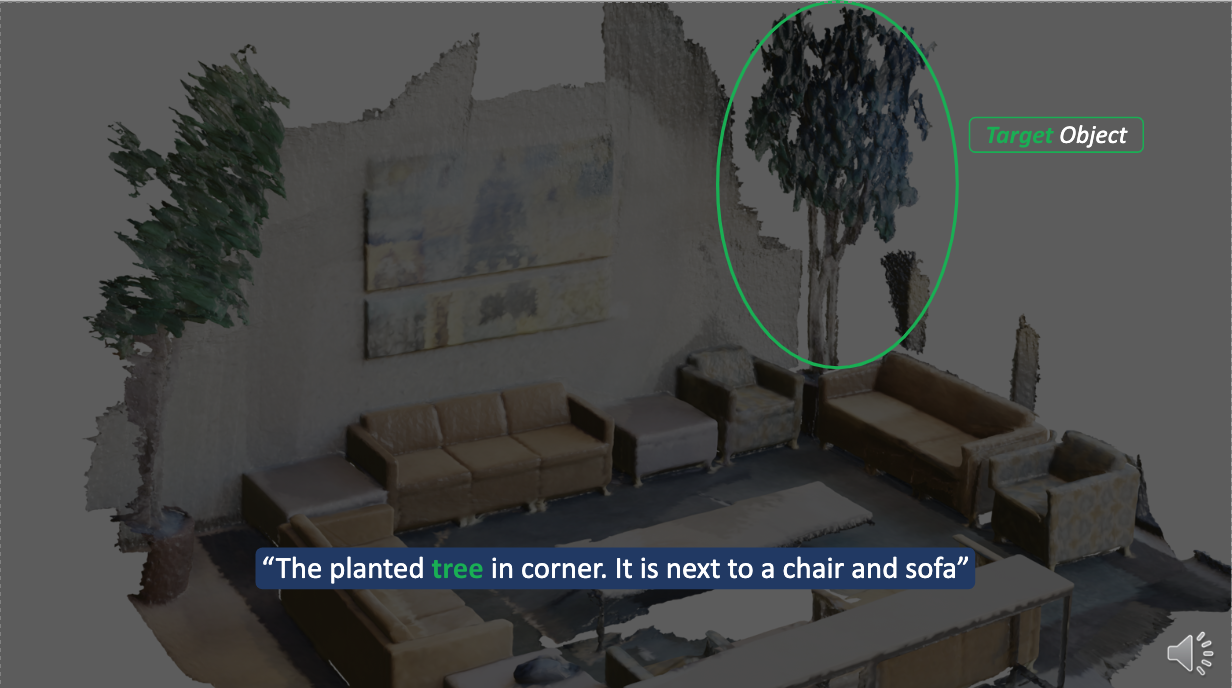 Target Object
“The planted tree in corner. It is next to a chair and sofa”